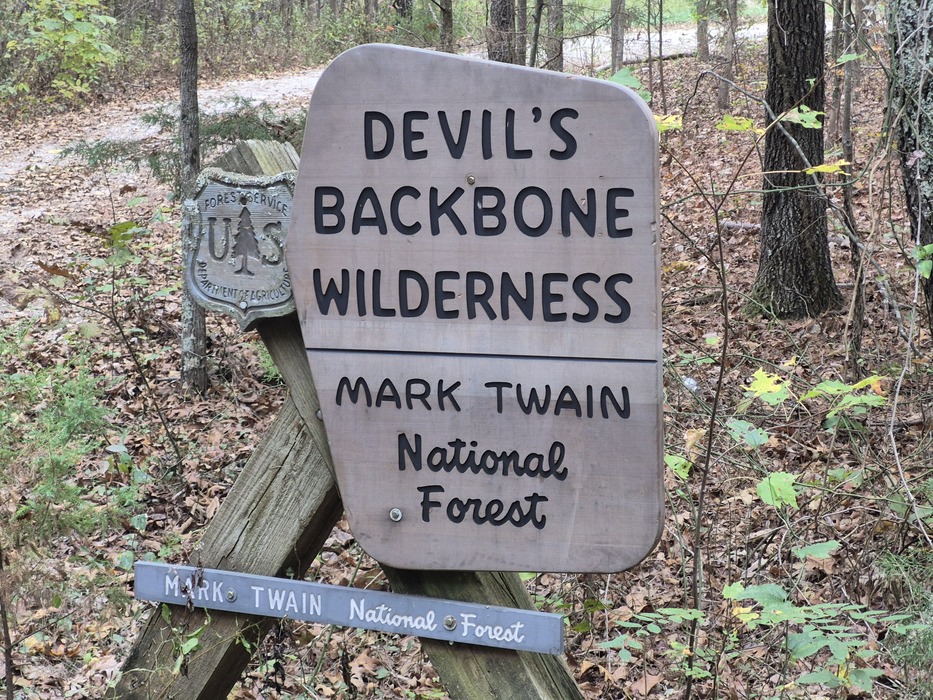 DEVIL'S
BACKBONE
WILDERNESS
MARK TWAIN
National
Forest
FOREST SERVICE
U S
DEPARTMENT OF AGRICULTURE
MARK TWAIN National Forest